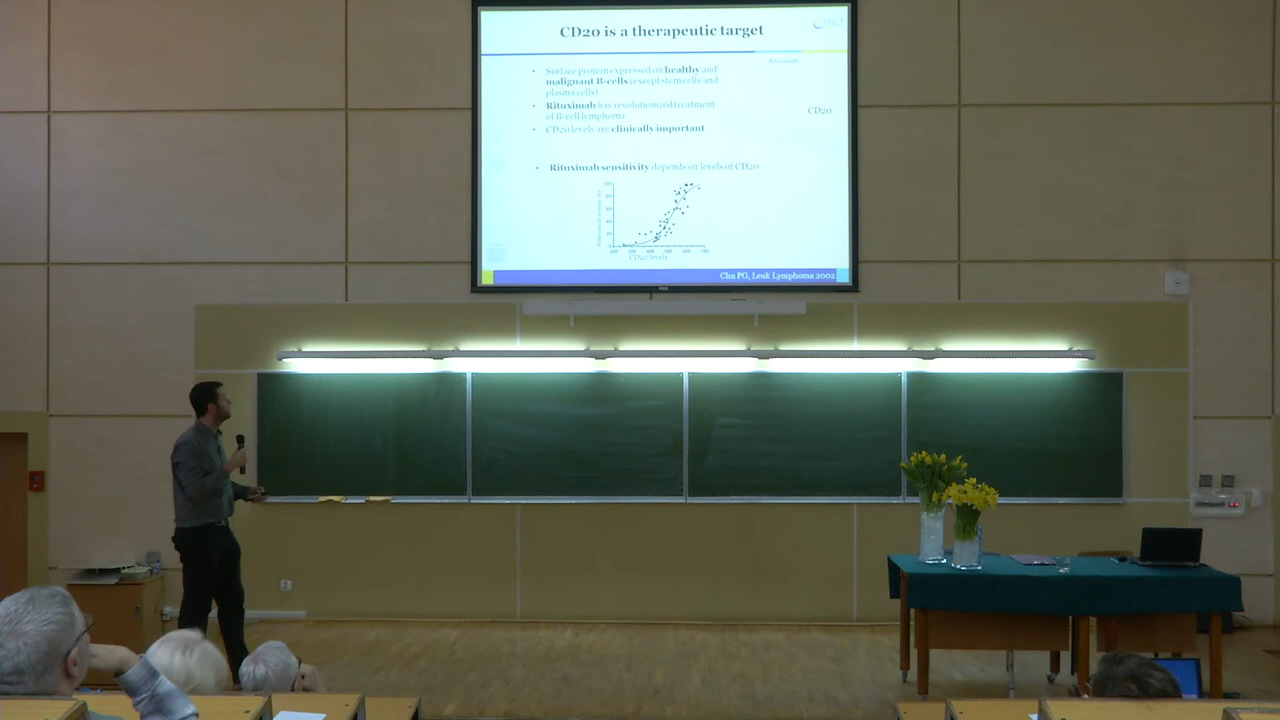 CD20 is a therapeutic target
Rituximab
• Surface protein expressed on healthy and
malignant B-cells (except stem cells and
plasma cells)
• Rituximab has revolutionized treatment
of B-cell lymphoma
CD20
• CD20 levels are clinically important
• Rituximab sensitivity depends on levels of CD20
CD20 levels
Chu PG, Leuk Lymphoma 2002